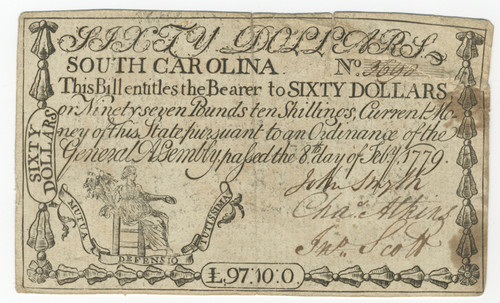 SIXTY DOLLARS.
SOUTH CAROLINA. No.
This Bill entitles the Bearer to SIXTY DOLLARS
or Ninety seven Pounds ten Shillings, Current Mo-
ney of this State pursuant to an Ordinance of the
General Assembly, passed the 8th. day of Feby. 1779.
SIXTY
DOLLARS
John Smyth
Chas. Atkins
Jno. Scott
MUTUA
DEFENSIO
TUTISSIMA
£.97.10.0.